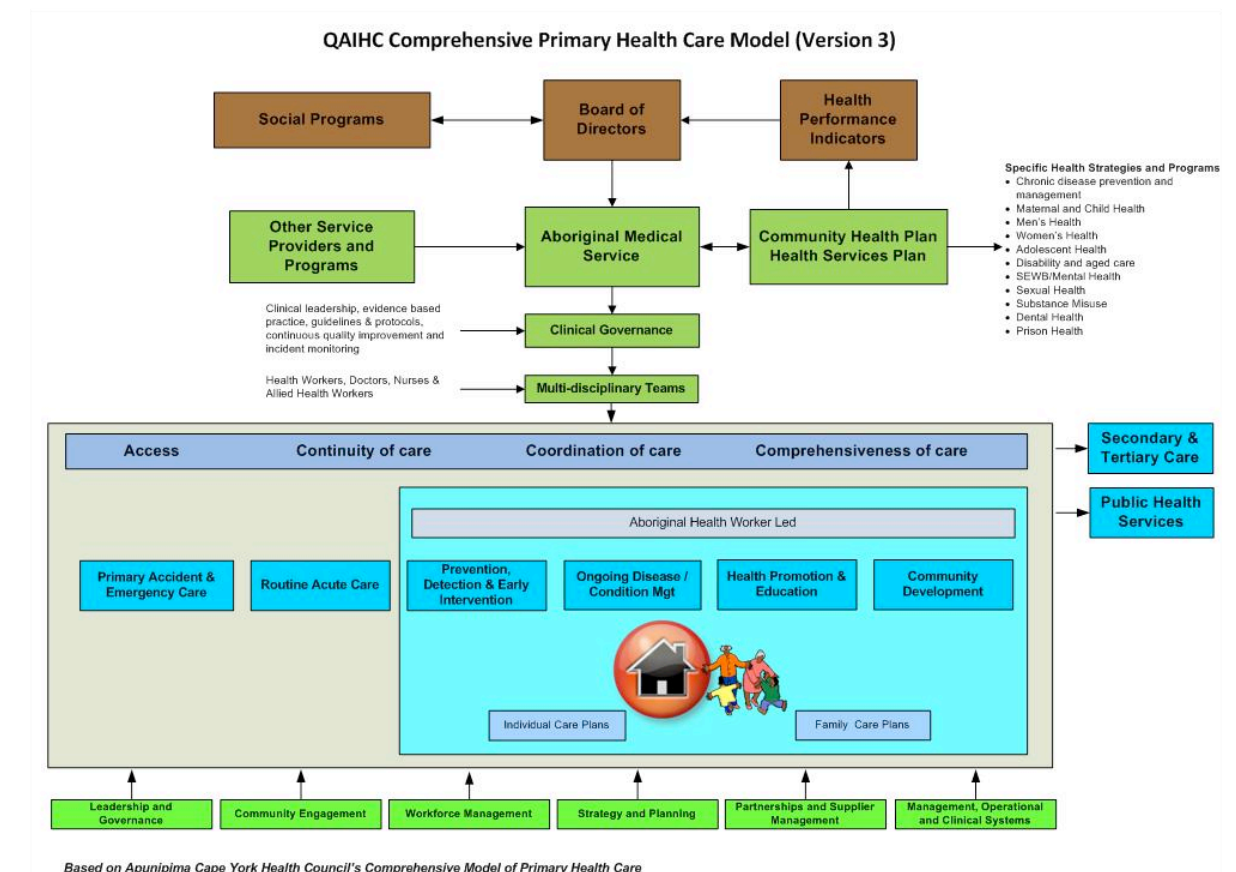 QAIHC Comprehensive Primary Health Care Model (Version 3)
Social Programs
Board of
Directors
Health
Performance
Indicators
Specific Health Strategies and Programs
• Chronic disease prevention and
management
• Maternal and Child Health
• Men's Health
• Women's Health
• Adolescent Health
• Disability and aged care
• SEWB/Mental Health
• Sexual Health
• Substance Misuse
• Dental Health
• Prison Health
Other Service
Providers and
Programs
Aboriginal Medical
Service
Community Health Plan
Health Services Plan
Clinical leadership, evidence based
practice, guidelines & protocols,
continuous quality improvement and
incident monitoring
Clinical Governance
Health Workers, Doctors, Nurses &
Allied Health Workers
Multi-disciplinary Teams
Access
Continuity of care
Coordination of care
Comprehensiveness of care
Secondary &
Tertiary Care
Public Health
Services
Aboriginal Health Worker Led
Primary Accident &
Emergency Care
Routine Acute Care
Prevention,
Detection & Early
Intervention
Ongoing Disease /
Condition Mgt
Health Promotion &
Education
Community
Development
Individual Care Plans
Family Care Plans
Leadership and
Governance
Community Engagement
Workforce Management
Strategy and Planning
Partnerships and Supplier
Management
Management, Operational
and Clinical Systems
Based on Apunipima Cape York Health Council's Comprehensive Model of Primary Health Care